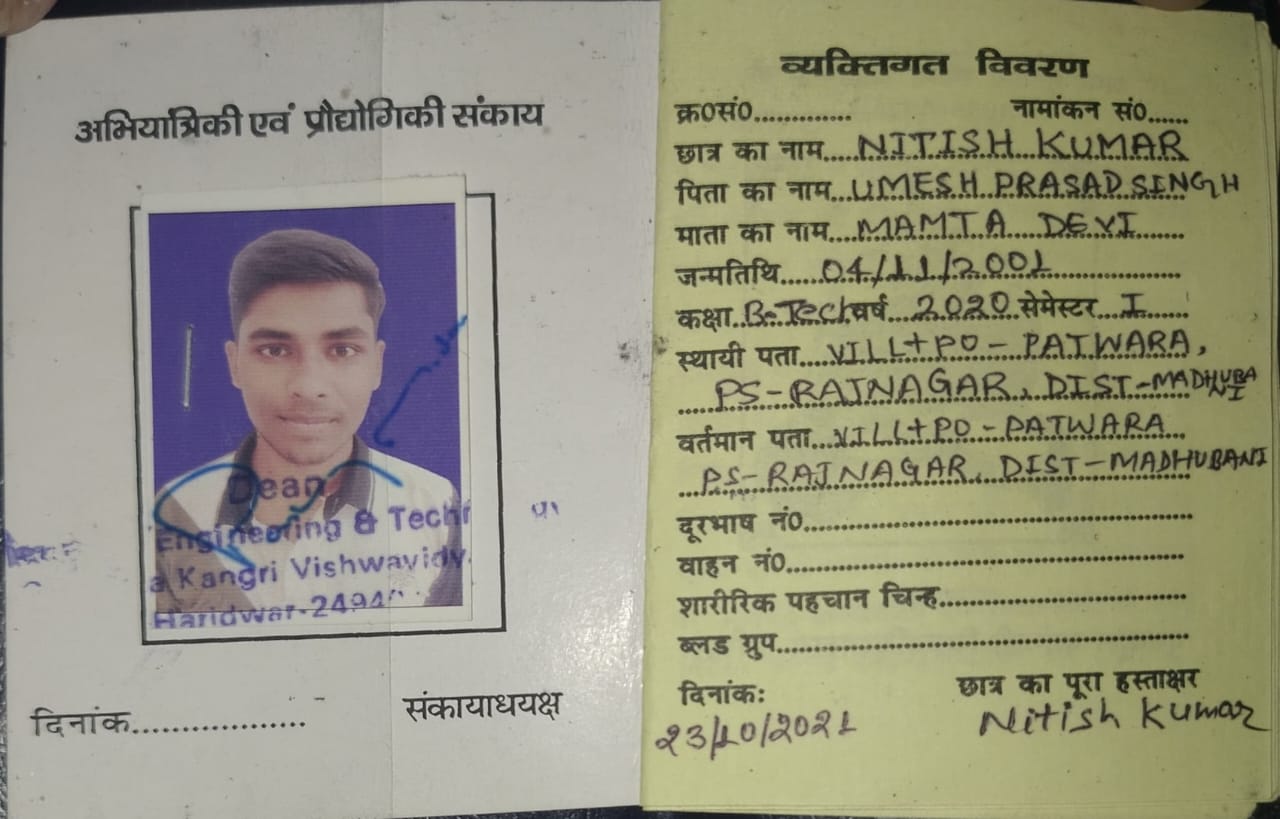 अभियांत्रिकी एवं प्रौद्योगिकी संकाय
Dean
Engineering & Techn
a Kangri Vishwavidy
Haridwar-24940
दिनांक..................
संकायाध्यक्ष
व्यक्तिगत विवरण
क्र०सं०............. नामांकन सं०......
छात्र का नाम....NITISH KUMAR
पिता का नाम..UMESH PRASAD SINGH
माता का नाम...MAMTA DEVI
जन्मतिथि.....04/11/2001
कक्षा..B.Tech वर्ष...2020 सेमेस्टर..I
स्थायी पता...VILL+PO-PATWARA,
PS-RAJNAGAR, DIST-MADHUBANI
वर्तमान पता...VILL+PO-PATWARA
PS-RAJNAGAR, DIST-MADHUBANI
दूरभाष नं०..........
वाहन नं०..........
शारीरिक पहचान चिन्ह..........
ब्लड ग्रुप..........
दिनांक:
23/10/2021
छात्र का पूरा हस्ताक्षर
Nitish Kumar